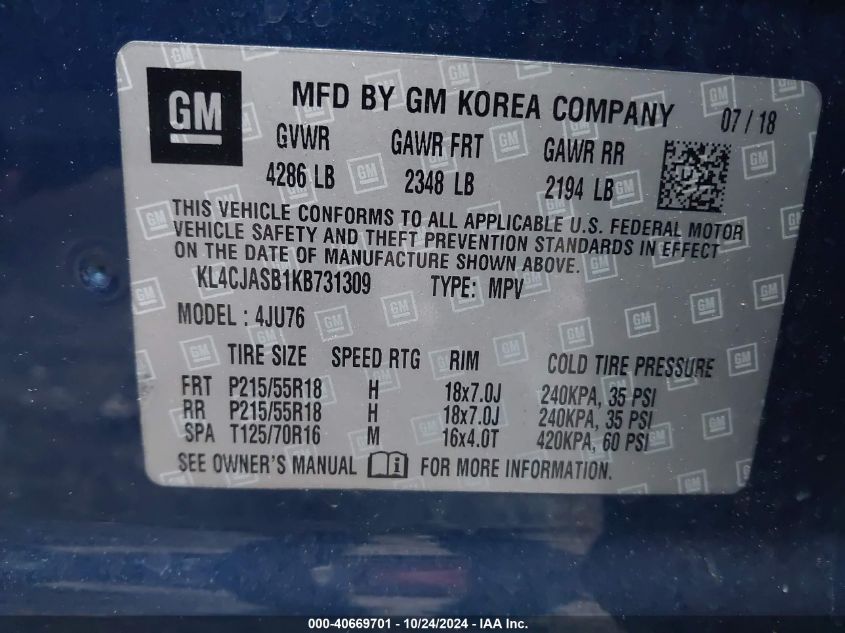 GM
MFD BY GM KOREA COMPANY 07/18
GVWR GAWR FRT GAWR RR
4286 LB 2348 LB 2194 LB
THIS VEHICLE CONFORMS TO ALL APPLICABLE U.S. FEDERAL MOTOR
VEHICLE SAFETY AND THEFT PREVENTION STANDARDS IN EFFECT
ON THE DATE OF MANUFACTURE SHOWN ABOVE.
KL4CJASB1KB731309 TYPE: MPV
MODEL : 4JU76
TIRE SIZE SPEED RTG RIM COLD TIRE PRESSURE
FRT P215/55R18 H 18x7.0J 240KPA, 35 PSI
RR P215/55R18 H 18x7.0J 240KPA, 35 PSI
SPA T125/70R16 M 16x4.0T 420KPA, 60 PSI
SEE OWNER'S MANUAL i FOR MORE INFORMATION.
000-40669701 - 10/24/2024 - IAA Inc.